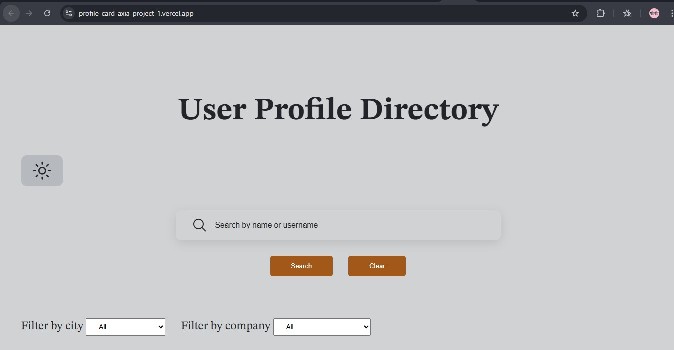 profile-card-axia-project-1.vercel.app
User Profile Directory
Search by name or username
Search Clear
Filter by city All Filter by company All